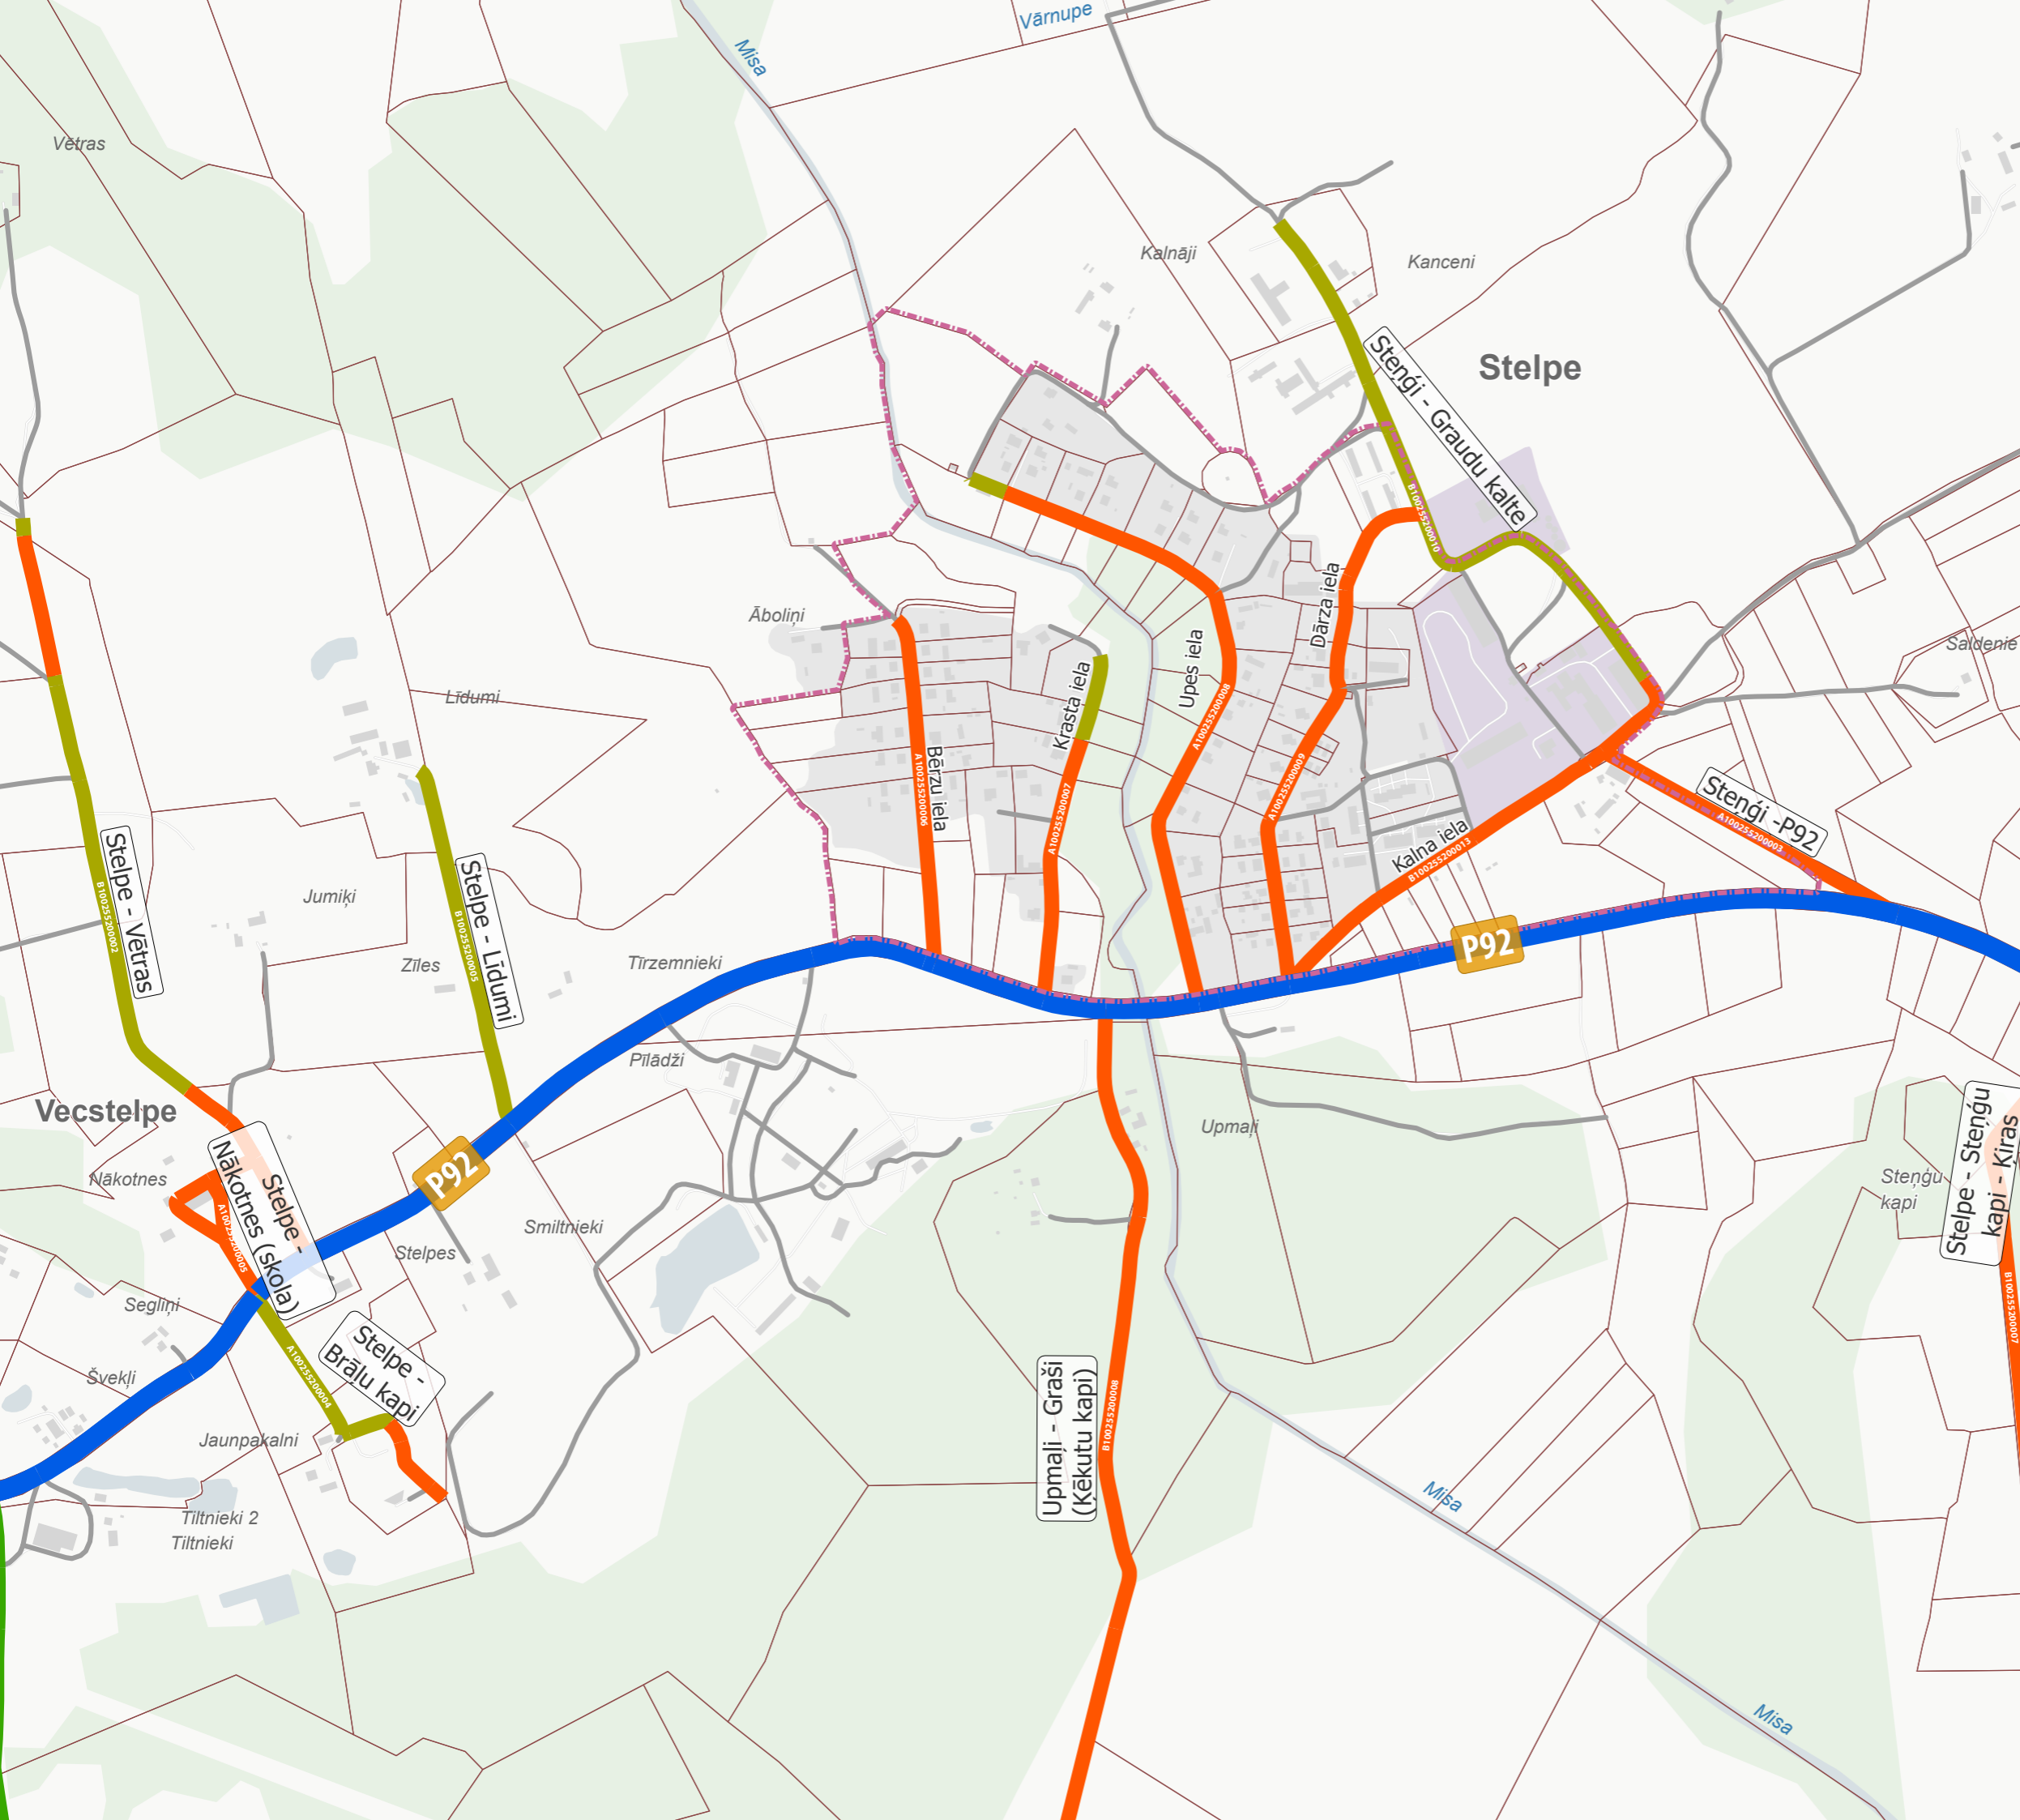 Vārnupe
Misa
Vētras
Kalnāji
Kanceni
Stelpe
Steņģi - Graudu kalte
B100255200010
Āboliņi
Dārza iela
Upes iela
Krasta iela
Saldenie
Līdumi
A100255200008
Bērzu iela
A100255200006
A100255200007
A100255200009
Steņģi -P92
A100255200003
Kalna iela
B100255200013
Stelpe - Vētras
B100255200002
Stelpe - Līdumi
B100255200005
Jumiķi
Zīles
Tīrzemnieki
P92
Pīlādži
Vecstelpe
Upmaļi
Nākotnes
Stelpe -
Nākotnes (skola)
A100255200005
P92
Smiltnieki
Stelpes
Steņģu
kapi
Stelpe - Steņģu
kapi - Ķiras
B100255200007
Segliņi
Švekļi
Stelpe -
Brāļu kapi
A100255200004
Jaunpakalni
Upmaļi - Graši
(Ķēkutu kapi)
B100255200008
Tiltnieki 2
Tiltnieki
Misa
Misa